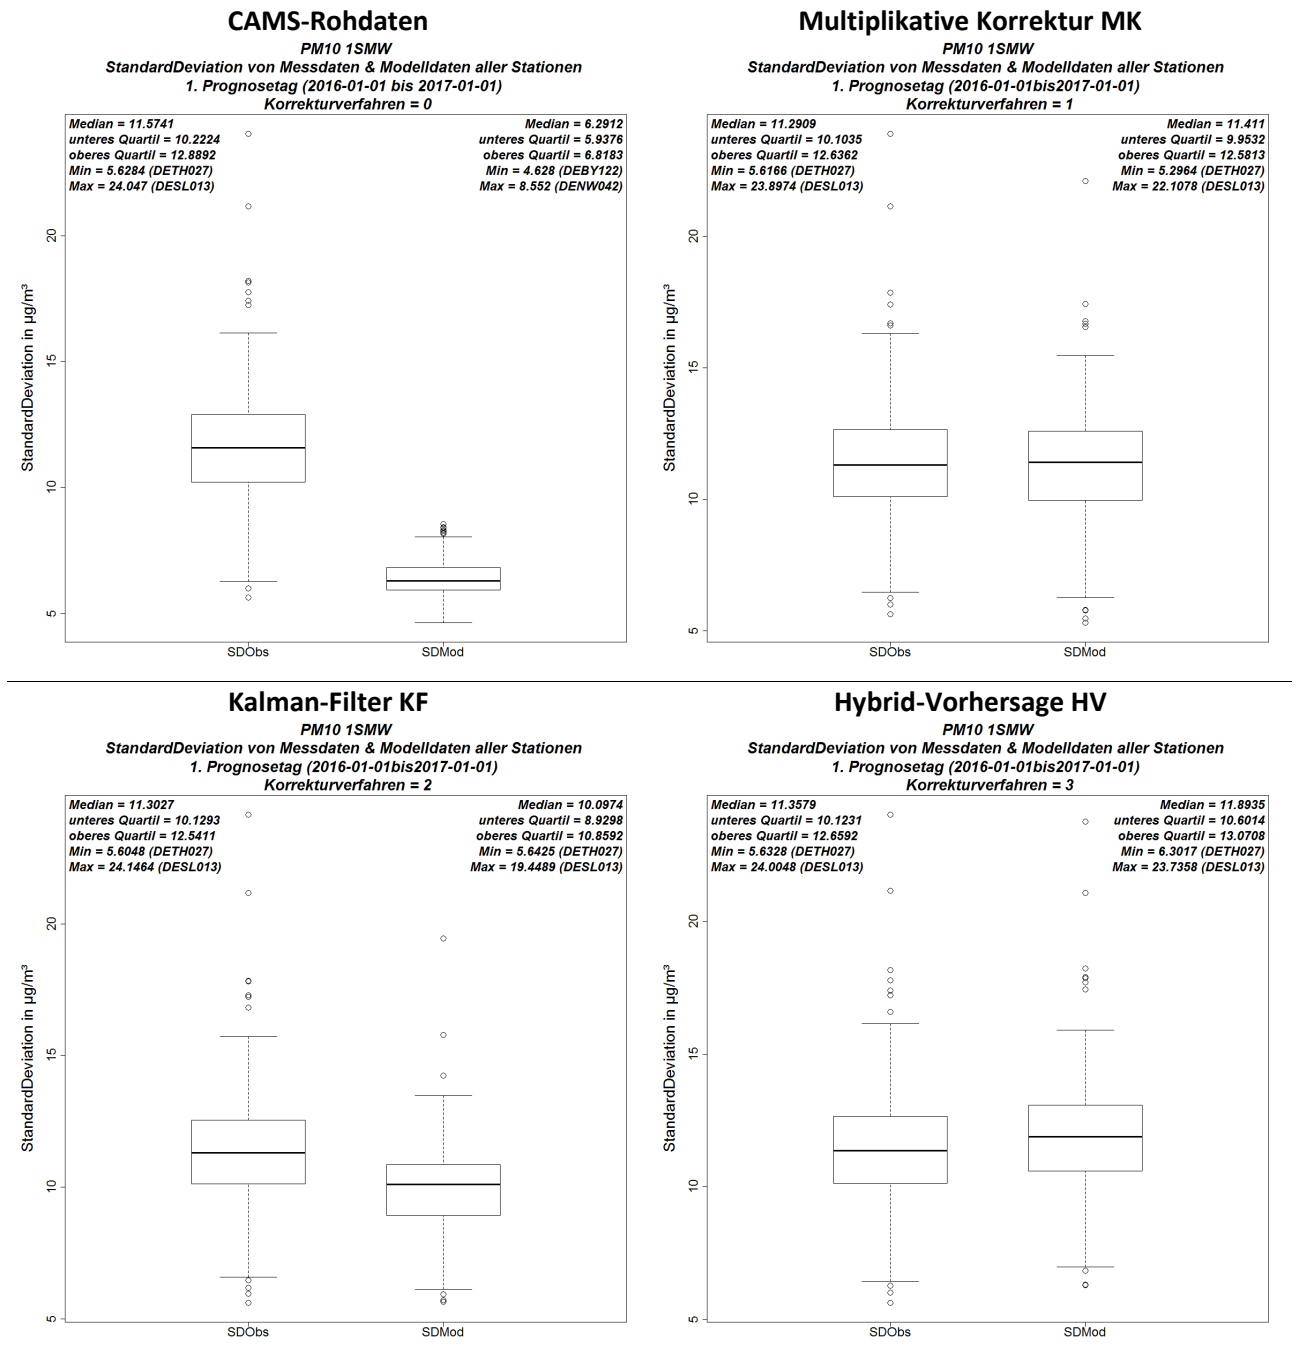 CAMS-Rohdaten
PM10 1SMW
StandardDeviation von Messdaten & Modelldaten aller Stationen
1. Prognosetag (2016-01-01 bis 2017-01-01)
Korrekturverfahren = 0
Median = 11.5741
unteres Quartil = 10.2224
oberes Quartil = 12.8892
Min = 5.6284 (DETH027)
Max = 24.047 (DESL013)
Median = 6.2912
unteres Quartil = 5.9376
oberes Quartil = 6.8183
Min = 4.628 (DEBY122)
Max = 8.552 (DENW042)
StandardDeviation in µg/m³
20
15
10
5
SDObs
SDMod
Multiplikative Korrektur MK
PM10 1SMW
StandardDeviation von Messdaten & Modelldaten aller Stationen
1. Prognosetag (2016-01-01bis2017-01-01)
Korrekturverfahren = 1
Median = 11.2909
unteres Quartil = 10.1035
oberes Quartil = 12.6362
Min = 5.6166 (DETH027)
Max = 23.8974 (DESL013)
Median = 11.411
unteres Quartil = 9.9532
oberes Quartil = 12.5813
Min = 5.2964 (DETH027)
Max = 22.1078 (DESL013)
StandardDeviation in µg/m³
20
15
10
5
SDObs
SDMod
Kalman-Filter KF
PM10 1SMW
StandardDeviation von Messdaten & Modelldaten aller Stationen
1. Prognosetag (2016-01-01bis2017-01-01)
Korrekturverfahren = 2
Median = 11.3027
unteres Quartil = 10.1293
oberes Quartil = 12.5411
Min = 5.6048 (DETH027)
Max = 24.1464 (DESL013)
Median = 10.0974
unteres Quartil = 8.9298
oberes Quartil = 10.8592
Min = 5.6425 (DETH027)
Max = 19.4489 (DESL013)
StandardDeviation in µg/m³
20
15
10
5
SDObs
SDMod
Hybrid-Vorhersage HV
PM10 1SMW
StandardDeviation von Messdaten & Modelldaten aller Stationen
1. Prognosetag (2016-01-01bis2017-01-01)
Korrekturverfahren = 3
Median = 11.3579
unteres Quartil = 10.1231
oberes Quartil = 12.6592
Min = 5.6328 (DETH027)
Max = 24.0048 (DESL013)
Median = 11.8935
unteres Quartil = 10.6014
oberes Quartil = 13.0708
Min = 6.3017 (DETH027)
Max = 23.7358 (DESL013)
StandardDeviation in µg/m³
20
15
10
5
SDObs
SDMod